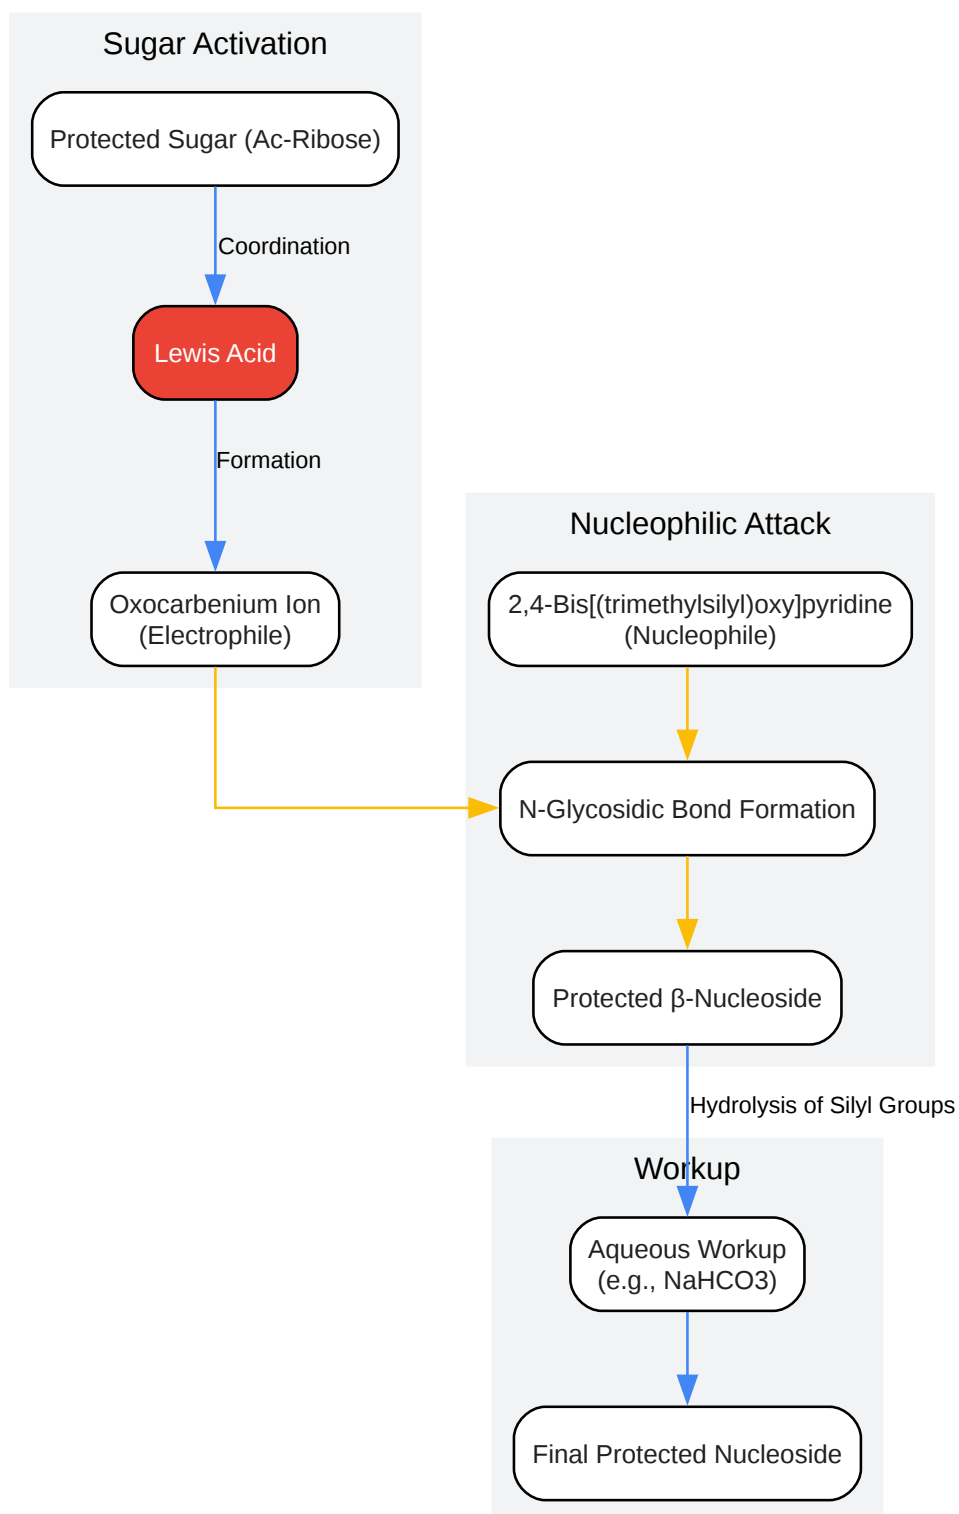 Sugar Activation
Protected Sugar (Ac-Ribose)
Coordination
Lewis Acid
Formation
Oxocarbenium Ion
(Electrophile)
Nucleophilic Attack
2,4-Bis[(trimethylsilyl)oxy]pyridine
(Nucleophile)
N-Glycosidic Bond Formation
Protected β-Nucleoside
Hydrolysis of Silyl Groups
Workup
Aqueous Workup
(e.g., NaHCO3)
Final Protected Nucleoside